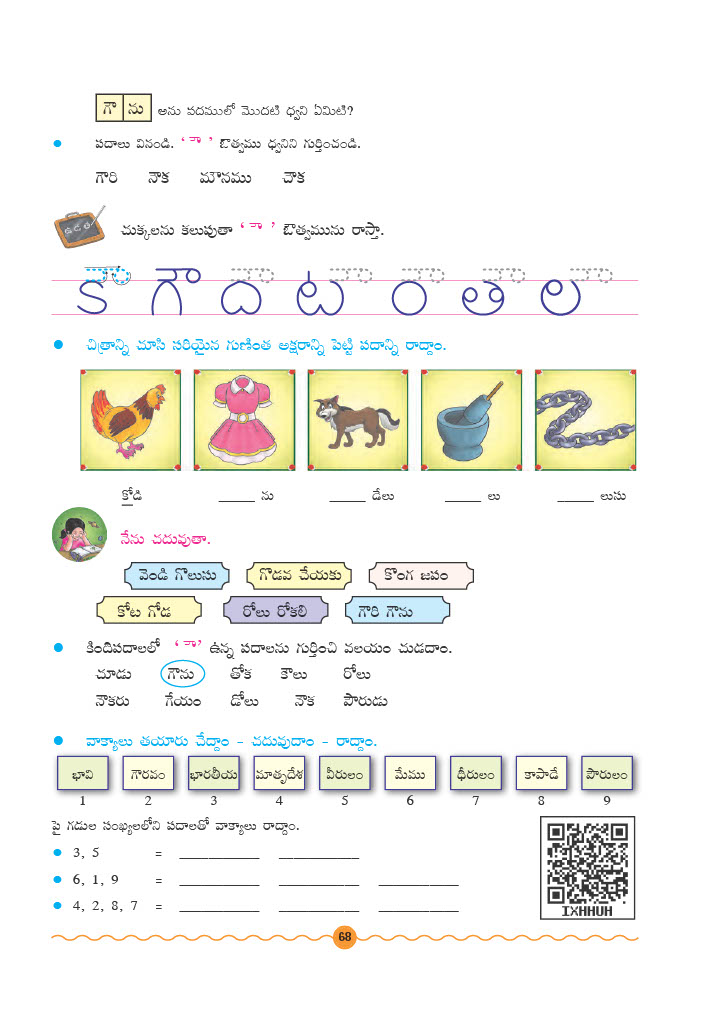 గౌ ను అను పదములో మొదటి ధ్వని ఏమిటి?
పదాలు వినండి. ‘ ౌ ’ ఔత్వము ధ్వనిని గుర్తించండి.
గౌరి నౌక మౌనము చౌక
ఉ ద త
చుక్కలను కలుపుతూ ‘ ౌ ’ ఔత్వమును రాస్తా.
కౌ గౌ దౌ టౌ రౌ తౌ లౌ
చిత్రాన్ని చూసి సరియైన గుణింత అక్షరాన్ని పెట్టి పదాన్ని రాద్దాం.
కోడి _____ ను _____ డేలు _____ లు _____ లుసు
నేను చదువుతా.
వెండి గొలుసు గొడవ చేయకు కొంగ జపం
కోట గోడ రోలు రోకలి గౌరి గౌను
కిందిపదాలలో ‘ ౌ ’ ఉన్న పదాలను గుర్తించి వలయం చుడదాం.
చూడు గౌను తోక కౌలు రోలు
నౌకరు గేయం డోలు నౌక పౌరుడు
వాక్యాలు తయారు చేద్దాం - చదువుదాం - రాద్దాం.
భావి గౌరవం భారతీయ మాతృదేశ వీరులం మేము ధీరులం కాపాడే పౌరులం
1 2 3 4 5 6 7 8 9
పై గడుల సంఖ్యలలోని పదాలతో వాక్యాలు రాద్దాం.
3, 5 = __________ __________
6, 1, 9 = __________ __________ __________
4, 2, 8, 7 = __________ __________ __________
IXHHUH
68